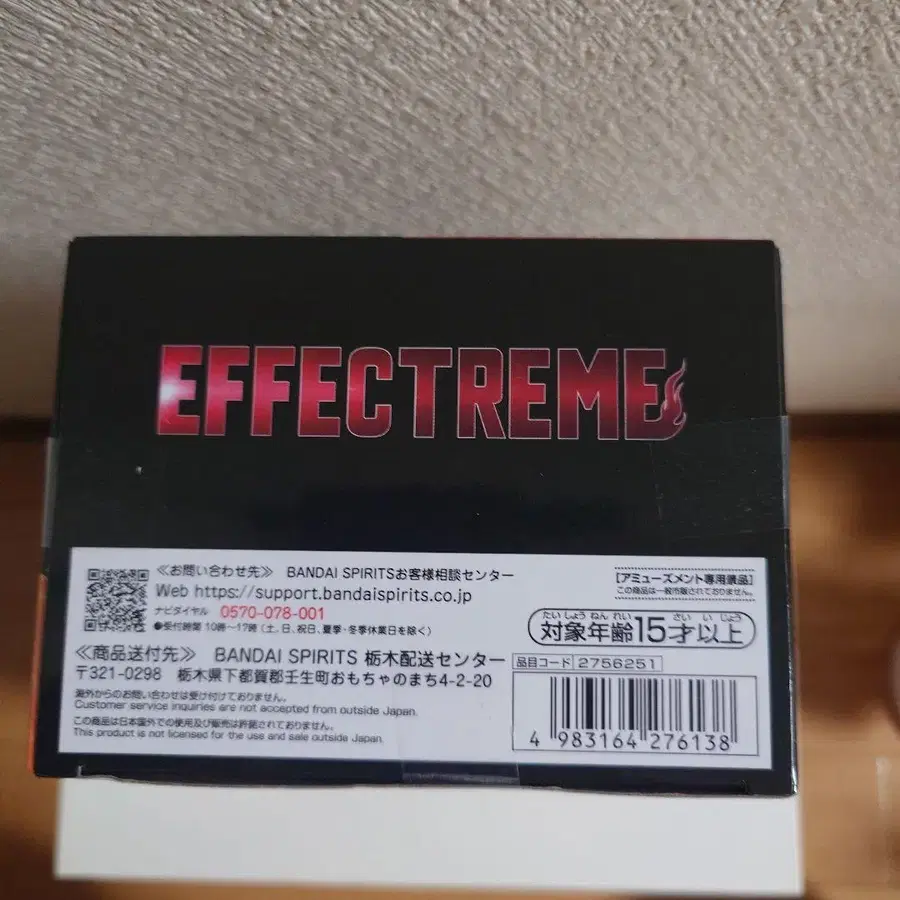 EFFECTREME
≪お問い合わせ先≫ BANDAI SPIRITSお客様相談センター
Web https://support.bandaispirits.co.jp
ナビダイヤル 0570-078-001
●受付時間 10時～17時 (土、日、祝日、夏季・冬季休業日を除く)
≪商品送付先≫ BANDAI SPIRITS 栃木配送センター
〒321-0298 栃木県下都賀郡壬生町おもちゃのまち4-2-20
海外からのお問い合わせは受け付けておりません。
Customer service inquiries are not accepted from outside Japan.
この商品は日本国外での使用及び販売は許諾されておりません。
This product is not licensed for the use and sale outside Japan.
[アミューズメント専用景品]
この商品は一般市販されておりません。
たいしょうねんれい さいいじょう
対象年齢15才以上
品目コード 2756251
4 983164 276138